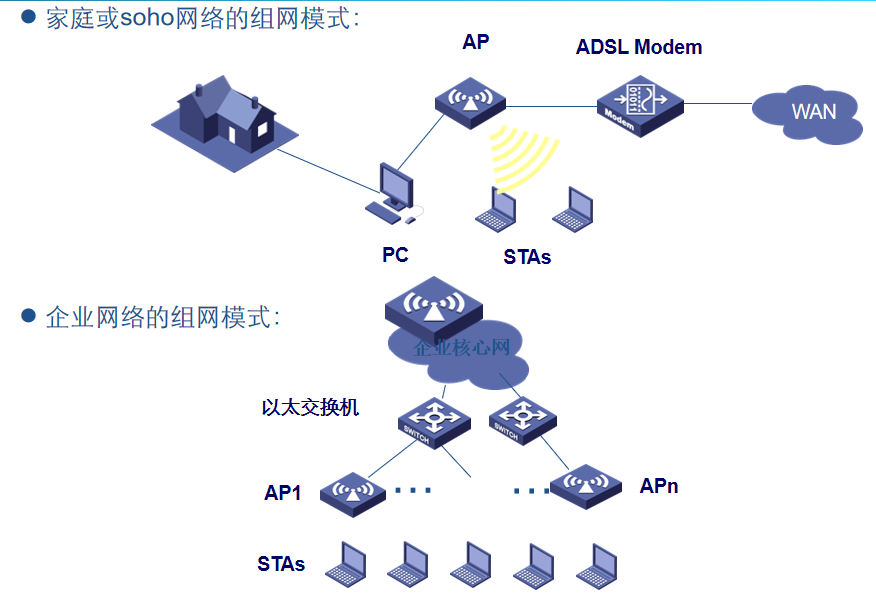 家庭或soho网络的组网模式：
AP
ADSL Modem
01011
Modem
WAN
PC
STAs
企业网络的组网模式：
企业核心网
以太交换机
SWITCH
SWITCH
AP1
APn
STAs